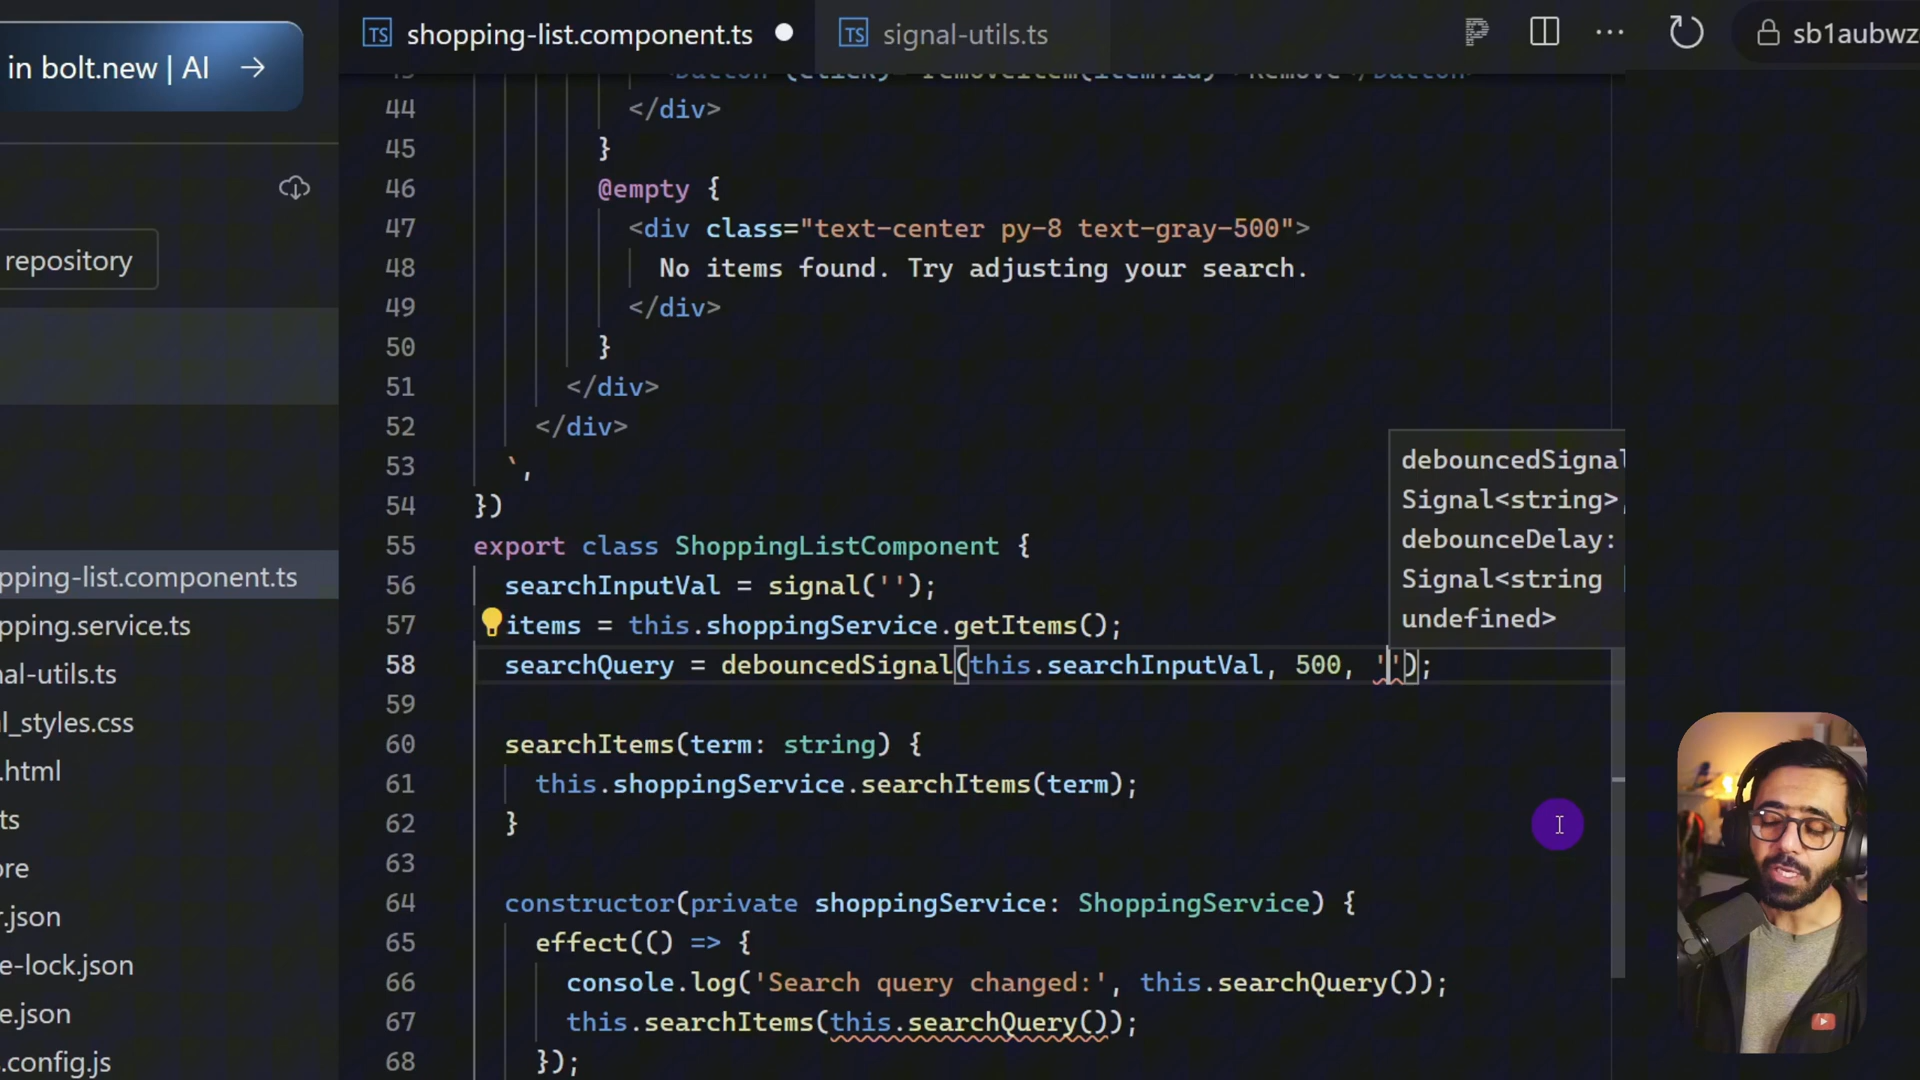 in bolt.new | AI →
shopping-list.component.ts
signal-utils.ts
sb1aubwz
repository
pping-list.component.ts
pping.service.ts
al-utils.ts
l_styles.css
.html
ts
ore
r.json
e-lock.json
e.json
.config.js
44 </div>
45 }
46 @empty {
47 <div class="text-center py-8 text-gray-500">
48 No items found. Try adjusting your search.
49 </div>
50 }
51 </div>
52 </div>
53 `,
54 })
55 export class ShoppingListComponent {
56 searchInputVal = signal('');
57 items = this.shoppingService.getItems();
58 searchQuery = debouncedSignal(this.searchInputVal, 500, '');
59
60 searchItems(term: string) {
61 this.shoppingService.searchItems(term);
62 }
63
64 constructor(private shoppingService: ShoppingService) {
65 effect(() => {
66 console.log('Search query changed:', this.searchQuery());
67 this.searchItems(this.searchQuery());
68 });
debouncedSignal
Signal<string>,
debounceDelay:
Signal<string |
undefined>